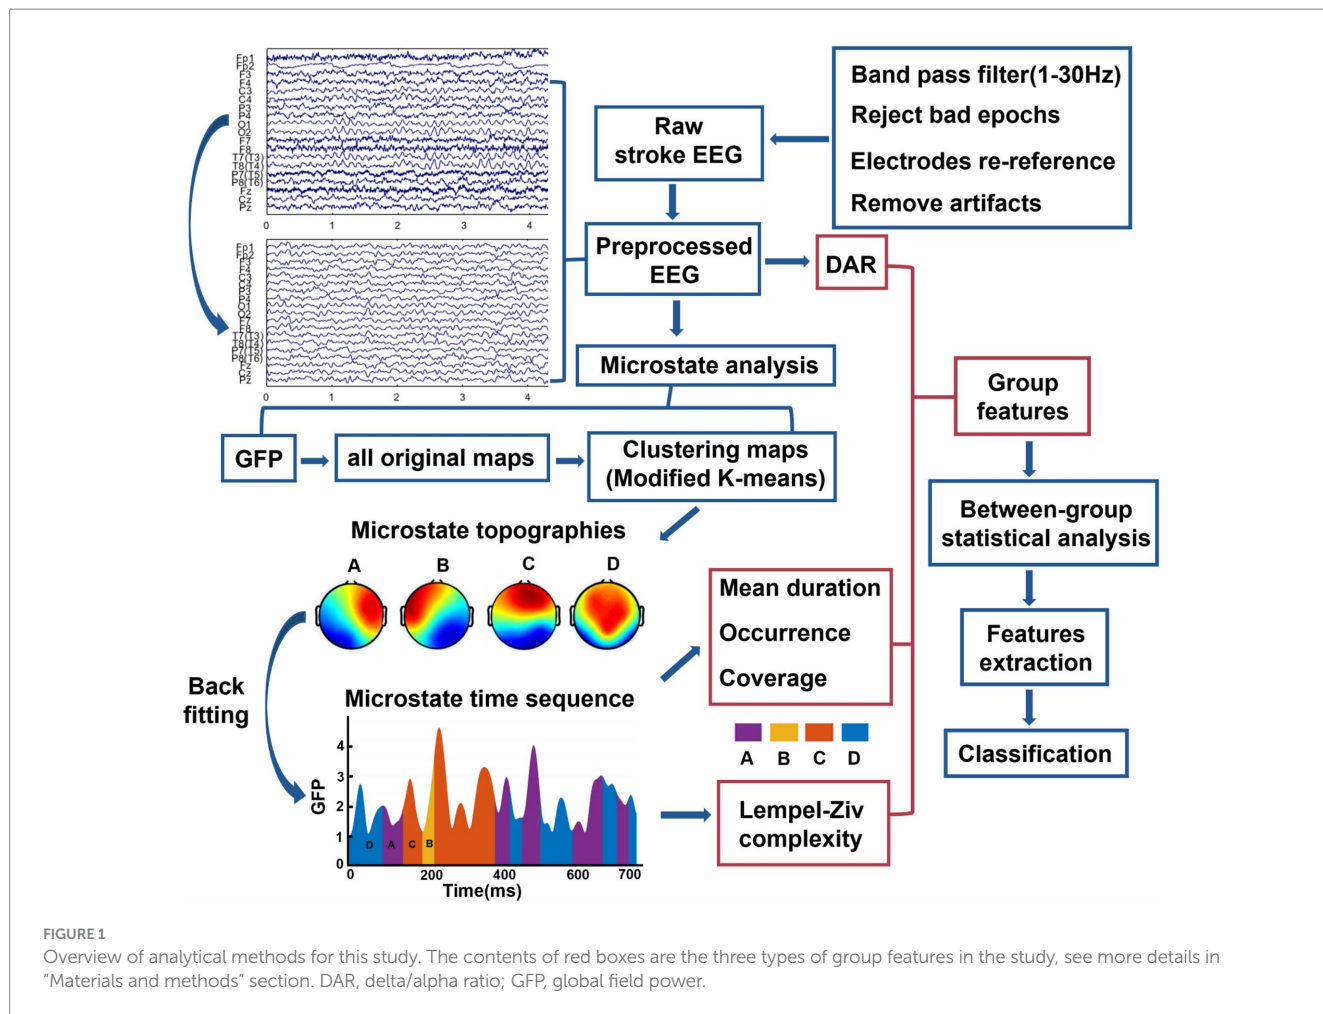 Fp1
Fp2
F3
F4
C3
C4
P3
P4
O1
O2
F7
F8
T7(T3)
T8(T4)
P7(T5)
P8(T6)
Fz
Cz
Pz
0 1 2 3 4
Fp1
Fp2
F3
F4
C3
C4
P3
P4
O1
O2
F7
F8
T7(T3)
T8(T4)
P7(T5)
P8(T6)
Fz
Cz
Pz
0 1 2 3 4
Raw
stroke EEG
Band pass filter(1-30Hz)
Reject bad epochs
Electrodes re-reference
Remove artifacts
Preprocessed
EEG
DAR
Microstate analysis
GFP
all original maps
Clustering maps
(Modified K-means)
Group
features
Between-group
statistical analysis
Features
extraction
Classification
Microstate topographies
A B C D
Back
fitting
Mean duration
Occurrence
Coverage
A B C D
Microstate time sequence
GFP
4
3
2
1
0
D A C B
0 200 400 600 700
Time(ms)
Lempel-Ziv
complexity
FIGURE 1
Overview of analytical methods for this study. The contents of red boxes are the three types of group features in the study, see more details in
“Materials and methods” section. DAR, delta/alpha ratio; GFP, global field power.